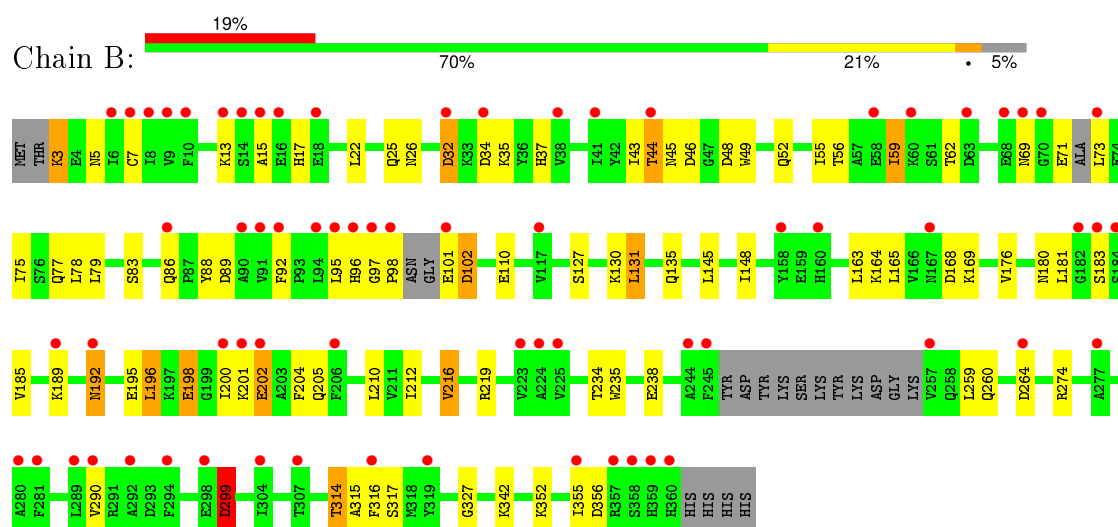 19%
Chain B:
70% 21% • 5%
MET THR K3 E4 N5 I6 C7 I8 V9 F10 K13 S14 A15 E16 H17 E18 L22 Q25 N26 D32 K33 D34 K35 Y36 H37 V38 I41 Y42 I43 T44 N45 D46 G47 D48 W49 Q52 I55 T56 A57 E58 I59 K60 S61 T62 D63 E68 N69 G70 E71 ALA L73 F74
I75 S76 Q77 L78 L79 S83 Q86 P87 Y88 D89 A90 V91 F92 P93 L94 L95 H96 G97 P98 ASN GLY E101 D102 E110 V117 S127 K130 L131 Q135 L145 I148 Y158 E159 H160 L163 K164 L165 V166 N167 D168 K169 V176 N180 L181 G182 S183 S184
V185 K189 N192 E195 L196 K197 E198 G199 I200 K201 E202 A203 F204 Q205 F206 L210 V211 I212 V216 R219 V223 A224 V225 T234 W235 E238 A244 F245 TYR ASP TYR LYS SER LYS TYR LYS ASP GLY LYS V257 Q258 L259 Q260 D264 R274 A277
A280 F281 L289 V290 R291 A292 D293 F294 E298 D299 I304 T307 T314 A315 F316 S317 M318 Y319 G327 K342 K352 I355 D356 R357 S358 H359 H360 HIS HIS HIS HIS